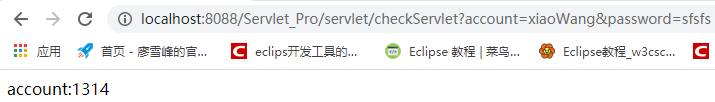 localhost:8088/Servlet_Pro/servlet/checkServlet?account=xiaoWang&password=sfsfs
应用 首页 - 廖雪峰的官... eclips开发工具的... Eclipse 教程 | 菜鸟... Eclipse教程_w3csc...
account:1314